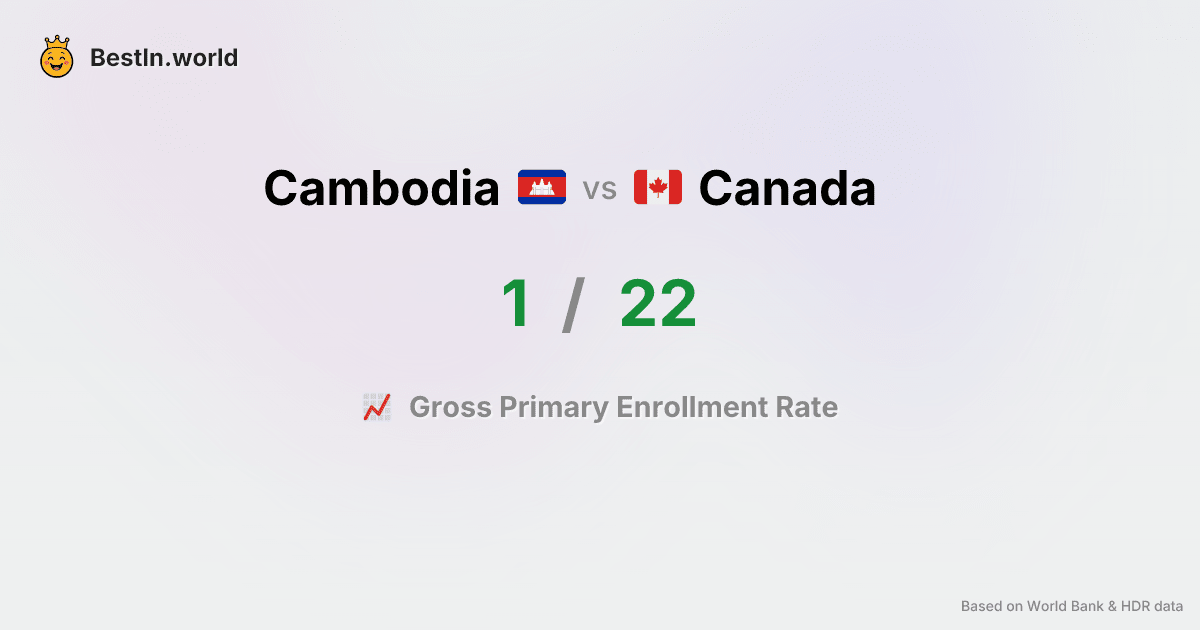 BestIn.world
Cambodia vs Canada
1 / 22
Gross Primary Enrollment Rate
Based on World Bank & HDR data